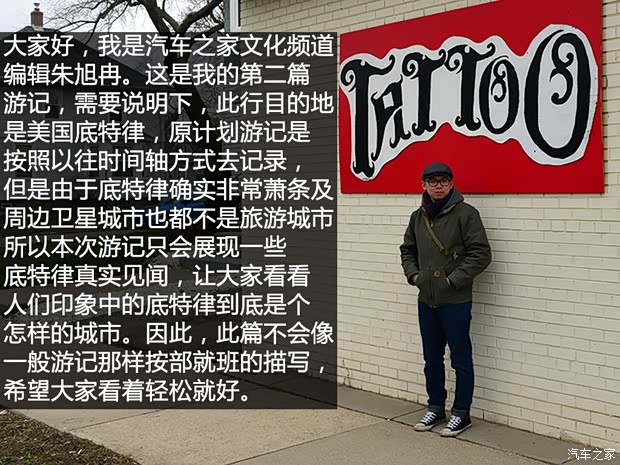 大家好，我是汽车之家文化频道
编辑朱旭冉。这是我的第二篇
游记，需要说明下，此行目的地
是美国底特律，原计划游记是
按照以往时间轴方式去记录，
但是由于底特律确实非常萧条及
周边卫星城市也都不是旅游城市
所以本次游记只会展现一些
底特律真实见闻，让大家看看
人们印象中的底特律到底是个
怎样的城市。因此，此篇不会像
一般游记那样按部就班的描写，
希望大家看着轻松就好。
TATTOO
汽车之家